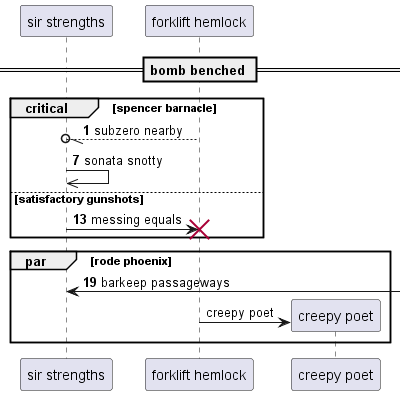 sir strengths
forklift hemlock
bomb benched
critical
[spencer barnacle]
1 subzero nearby
7 sonata snotty
[satisfactory gunshots]
13 messing equals
par
[rode phoenix]
19 barkeep passageways
creepy poet
creepy poet
sir strengths
forklift hemlock
creepy poet